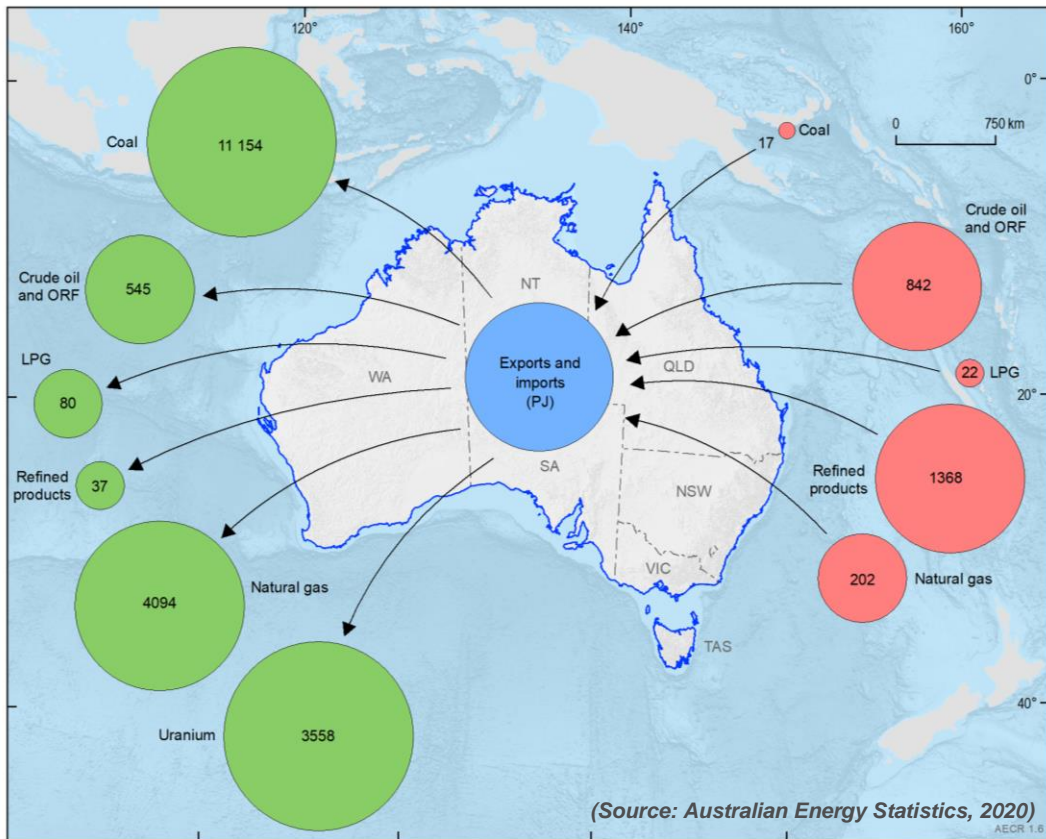 120°
140°
160°
0°
20°
40°
0
750 km
Coal
11 154
Crude oil
and ORF
545
LPG
80
Refined
products
37
Natural gas
4094
Uranium
3558
Exports and
imports
(PJ)
NT
WA
QLD
SA
NSW
VIC
TAS
17
Coal
Crude oil
and ORF
842
22
LPG
Refined
products
1368
202
Natural gas
(Source: Australian Energy Statistics, 2020)
AECR 1.6